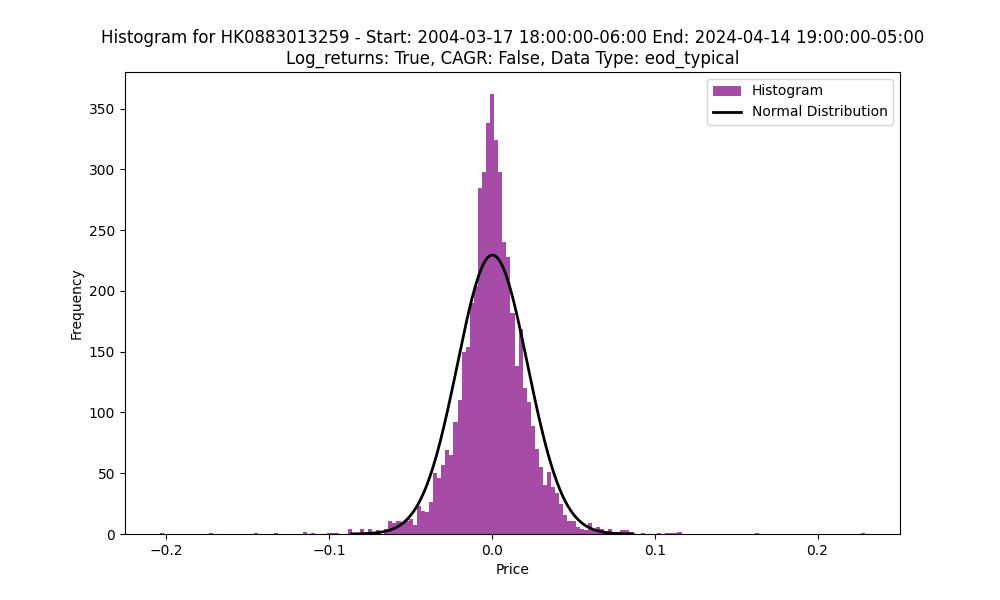 Histogram for HK0883013259 - Start: 2004-03-17 18:00:00-06:00 End: 2024-04-14 19:00:00-05:00
Log_returns: True, CAGR: False, Data Type: eod_typical
Histogram
Normal Distribution
Frequency
350
300
250
200
150
100
50
0
−0.2
−0.1
0.0
0.1
0.2
Price